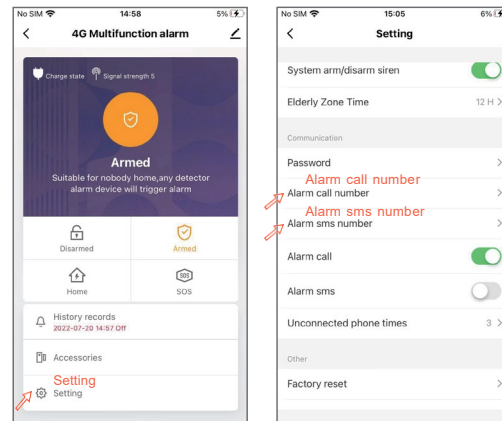 No SIM 14:58 5%
4G Multifunction alarm
Charge state Signal strength 5
Armed
Suitable for nobody home,any detector
alarm device will trigger alarm
Disarmed Armed
SOS
Home SOS
History records
2022-07-20 14:57 Off
Accessories
Setting
Setting
No SIM 15:05 6%
Setting
System arm/disarm siren
Elderly Zone Time 12 H
Communication
Password
Alarm call number
Alarm call number
Alarm sms number
Alarm sms number
Alarm call
Alarm sms
Unconnected phone times 3
Other
Factory reset